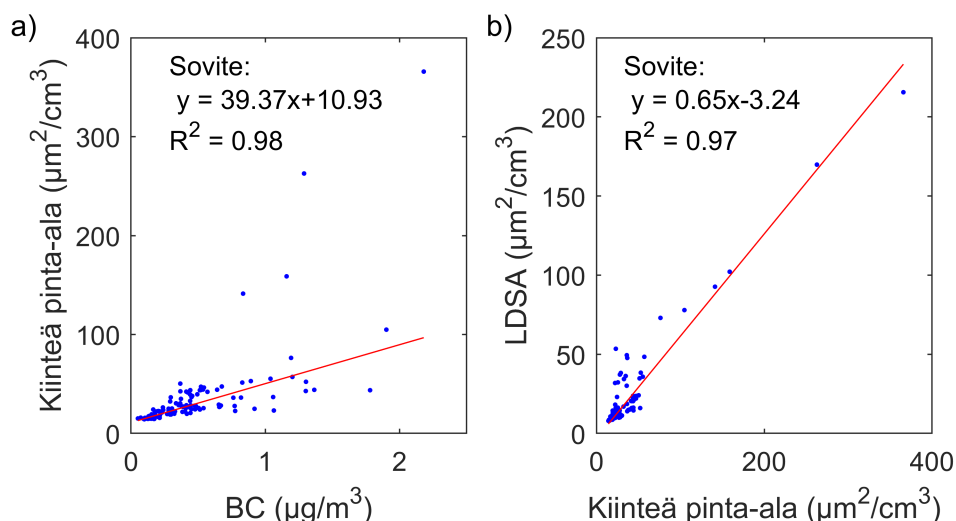 a)
Kiinteä pinta-ala (µm²/cm³)
400
300
200
100
0
Sovite:
y = 39.37x+10.93
R² = 0.98
0
1
2
BC (µg/m³)
b)
LDSA (µm²/cm³)
250
200
150
100
50
0
Sovite:
y = 0.65x-3.24
R² = 0.97
0
200
400
Kiinteä pinta-ala (µm²/cm³)